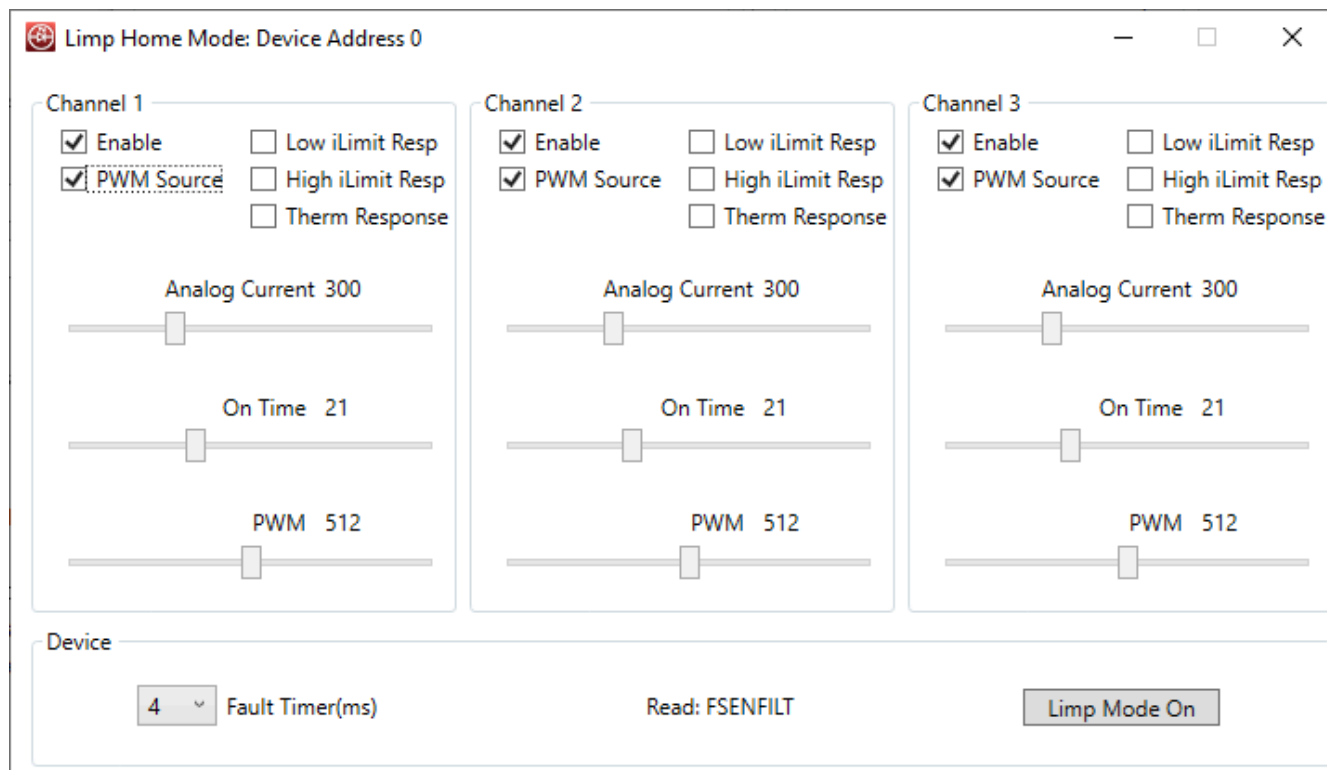 Limp Home Mode: Device Address 0
Channel 1
Enable
Low iLimit Resp
PWM Source
High iLimit Resp
Therm Response
Analog Current 300
On Time 21
PWM 512
Channel 2
Enable
Low iLimit Resp
PWM Source
High iLimit Resp
Therm Response
Analog Current 300
On Time 21
PWM 512
Channel 3
Enable
Low iLimit Resp
PWM Source
High iLimit Resp
Therm Response
Analog Current 300
On Time 21
PWM 512
Device
4 Fault Timer(ms)
Read: FSENFILT
Limp Mode On